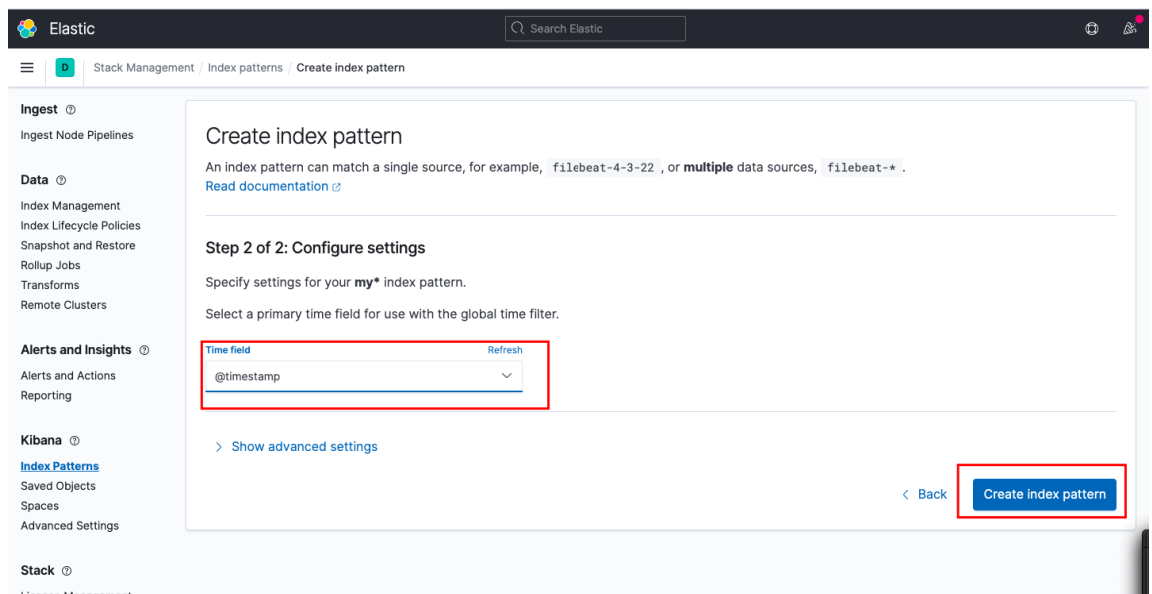 Elastic
Search Elastic
D
Stack Management / Index patterns / Create index pattern
Ingest
Ingest Node Pipelines
Data
Index Management
Index Lifecycle Policies
Snapshot and Restore
Rollup Jobs
Transforms
Remote Clusters
Alerts and Insights
Alerts and Actions
Reporting
Kibana
Index Patterns
Saved Objects
Spaces
Advanced Settings
Stack
Create index pattern
An index pattern can match a single source, for example, filebeat-4-3-22 , or multiple data sources, filebeat-* .
Read documentation
Step 2 of 2: Configure settings
Specify settings for your my* index pattern.
Select a primary time field for use with the global time filter.
Time field Refresh
@timestamp
Show advanced settings
Back Create index pattern